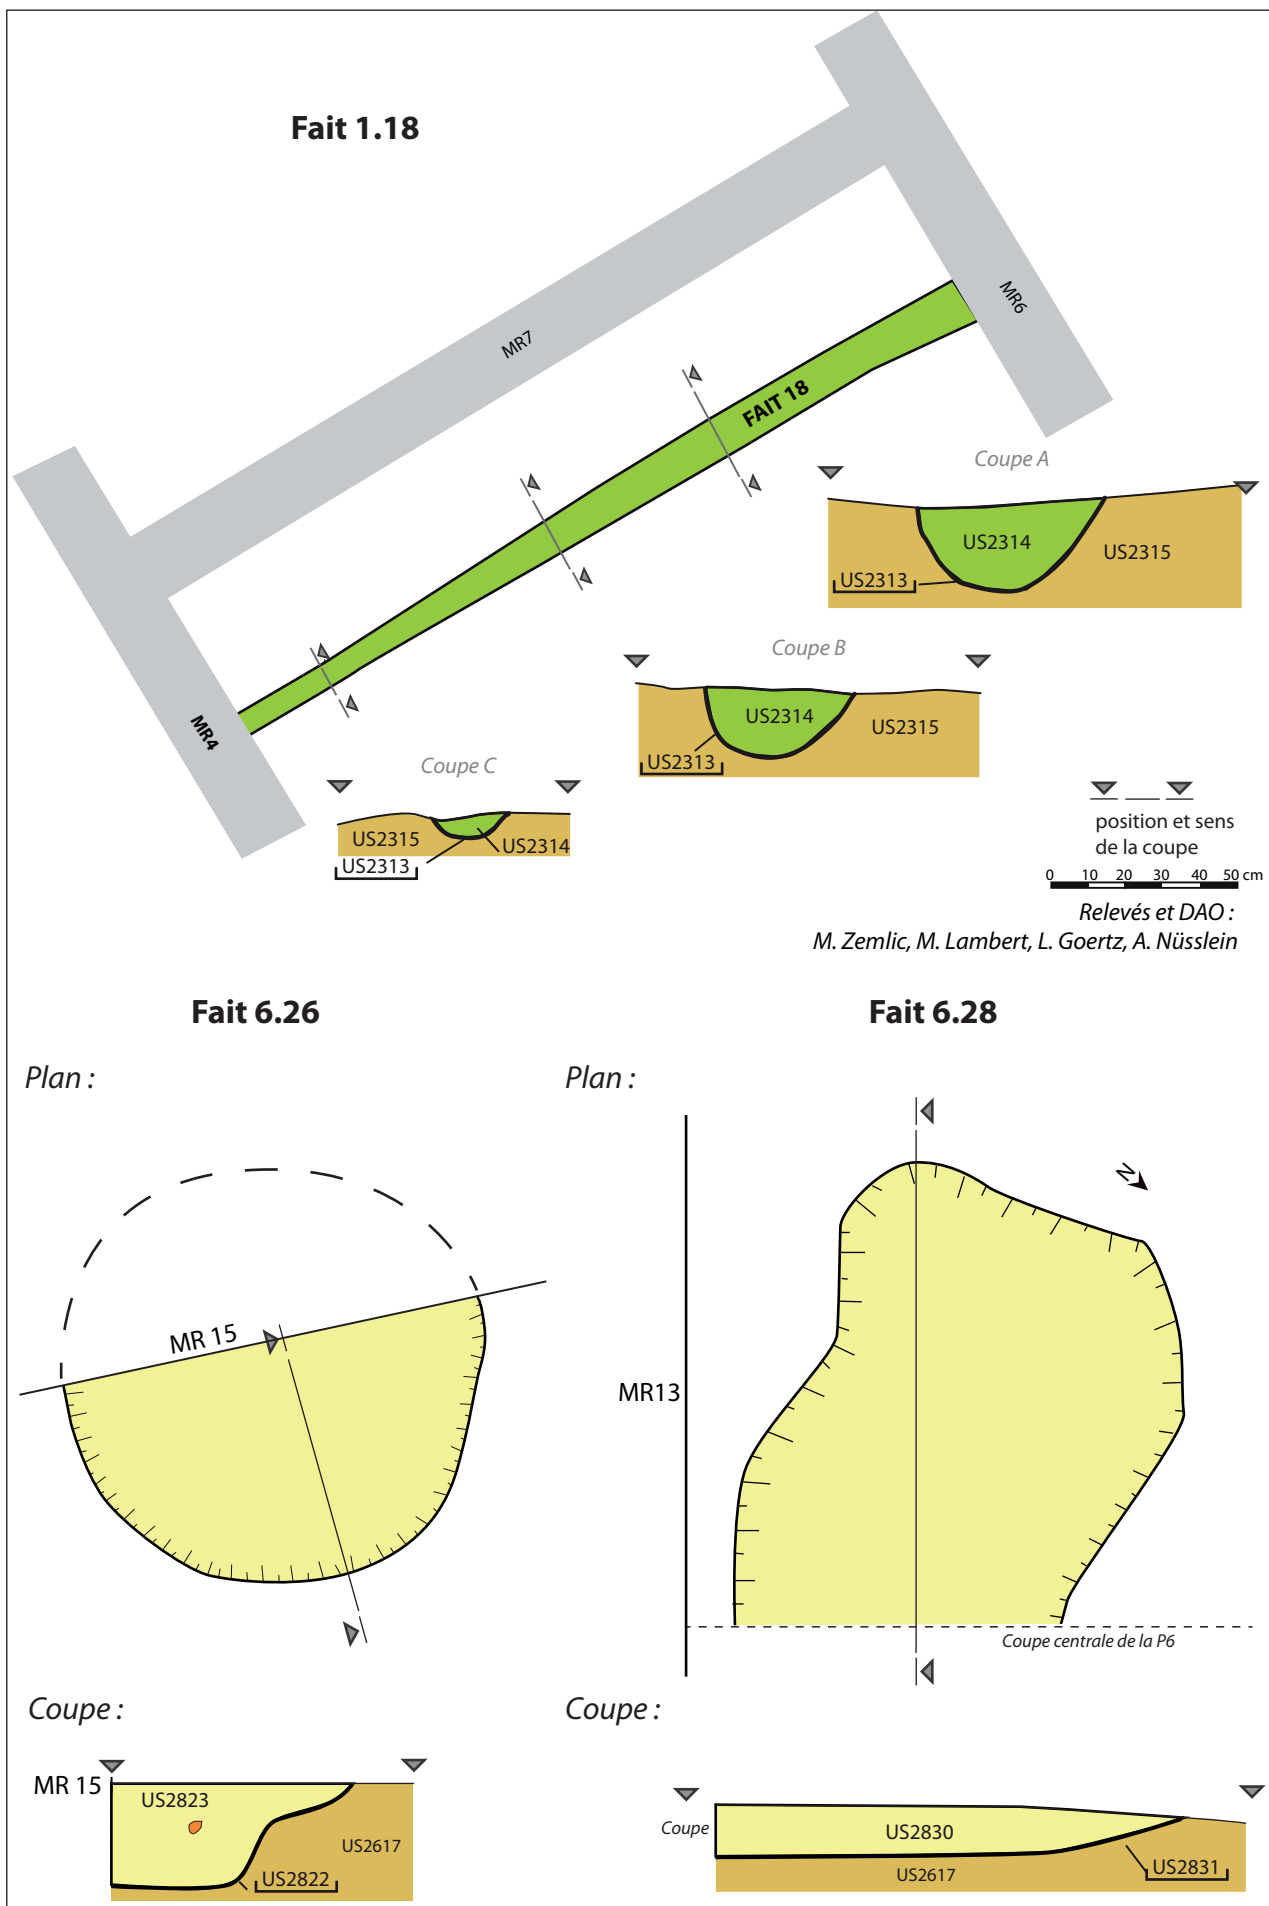 Fait 1.18
MR7
MR6
FAIT 18
MR4
Coupe A
US2314
US2315
US2313
Coupe B
US2314
US2315
US2313
Coupe C
US2315
US2314
US2313
position et sens
de la coupe
0 10 20 30 40 50 cm
Relevés et DAO :
M. Zemlic, M. Lambert, L. Goertz, A. Nüsslein
Fait 6.26
Plan :
MR 15
Coupe :
MR 15
US2823
US2617
US2822
Fait 6.28
Plan :
N
MR13
Coupe centrale de la P6
Coupe :
Coupe
US2830
US2617
US2831